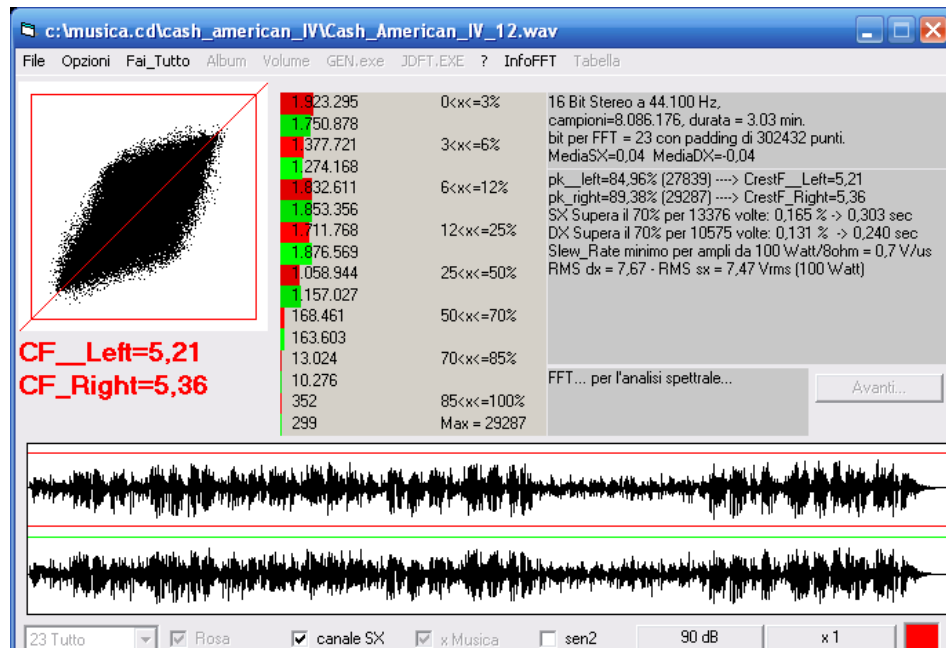 c:\musica.cd\cash_american_IV\Cash_American_IV_12.wav
File Opzioni Fai_Tutto Album Volume GEN.exe JDFT.EXE ? InfoFFT Tabella
1.923.295 0<x<=3%
1.750.878
1.377.721 3<x<=6%
1.274.168
1.832.611 6<x<=12%
1.853.356
1.711.768 12<x<=25%
1.876.569
1.058.944 25<x<=50%
1.157.027
168.461 50<x<=70%
163.603
13.024 70<x<=85%
10.276
352 85<x<=100%
299 Max = 29287
16 Bit Stereo a 44.100 Hz,
campioni=8.086.176, durata = 3.03 min.
bit per FFT = 23 con padding di 302432 punti.
MediaSX=0,04 MediaDX=-0,04
pk__left=84,96% (27839) ----> CrestF__Left=5,21
pk_right=89,38% (29287) ----> CrestF_Right=5,36
SX Supera il 70% per 13376 volte: 0,165 % -> 0,303 sec
DX Supera il 70% per 10575 volte: 0,131 % -> 0,240 sec
Slew_Rate minimo per ampli da 100 Watt/8ohm = 0,7 V/us
RMS dx = 7,67 - RMS sx = 7,47 Vrms (100 Watt)
CF__Left=5,21
CF_Right=5,36
FFT... per l'analisi spettrale...
Avanti...
23 Tutto Rosa canale SX x Musica sen2 90 dB x 1